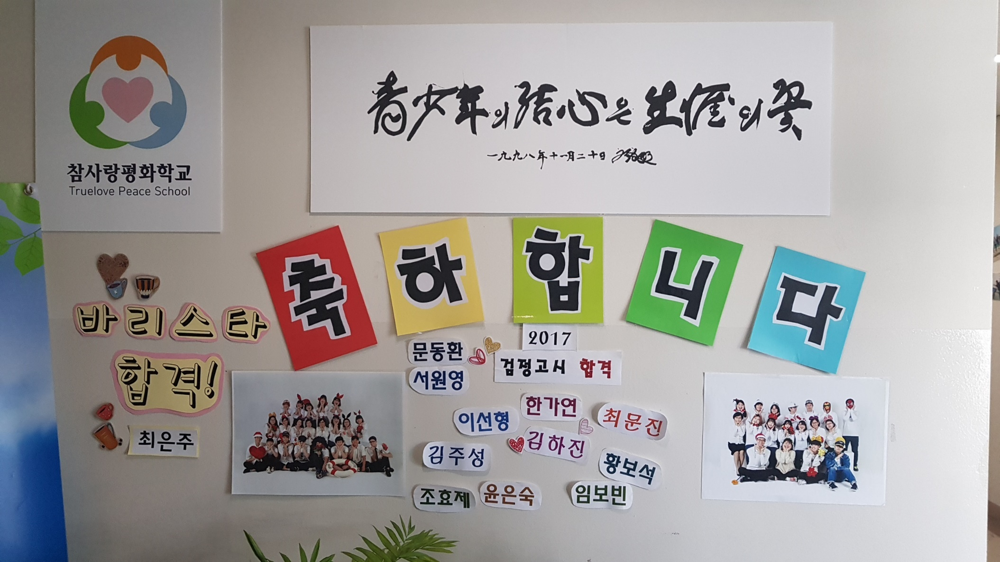 참사랑평화학교
Truelove Peace School
靑少年의 結心은 生涯의 꽃
一九九八年十一月二十日
축하합니다
바리스타
합격!
최은주
2017
검정고시 합격
문동환
서원영
한가연
이선형
최문진
김하진
김주성
황보석
조효제
윤은숙
임보빈